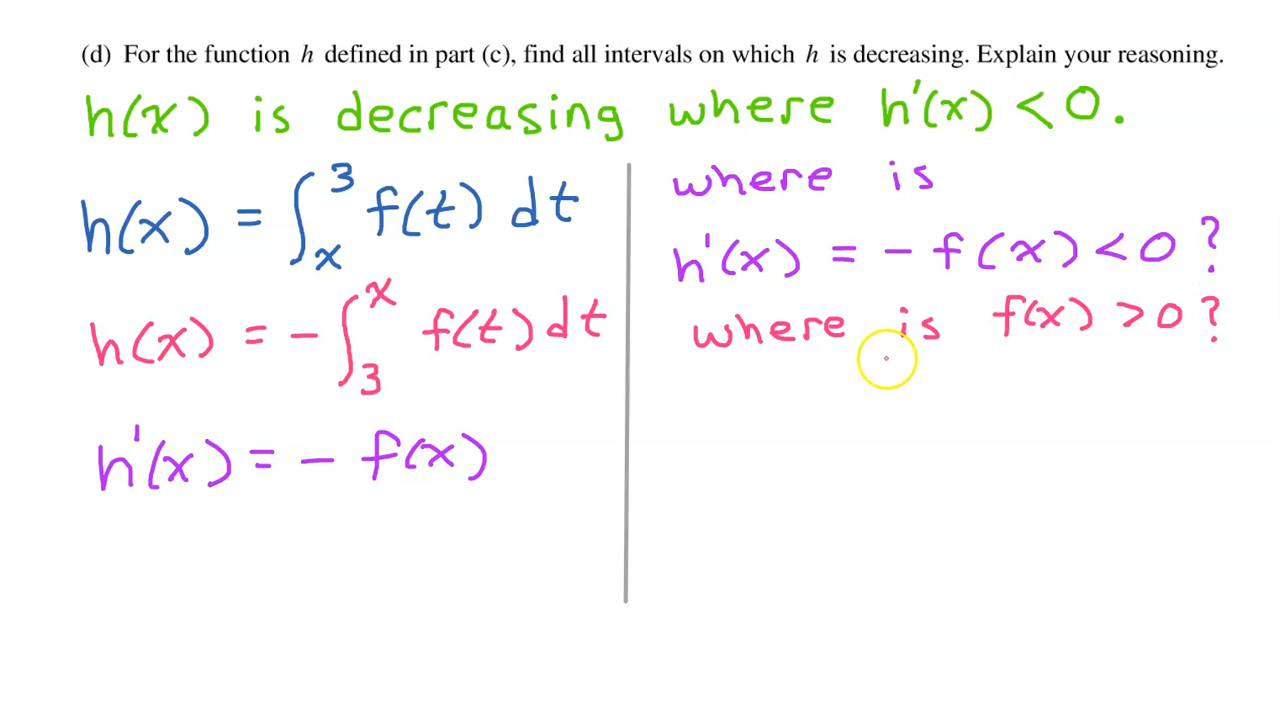 (d) For the function h defined in part (c), find all intervals on which h is decreasing. Explain your reasoning.
h(x) is decreasing where h'(x) < 0.
h(x) = ∫ₓ³ f(t) dt
h(x) = - ∫₃ˣ f(t) dt
h'(x) = - f(x)
where is
h'(x) = - f(x) < 0 ?
where is f(x) > 0 ?